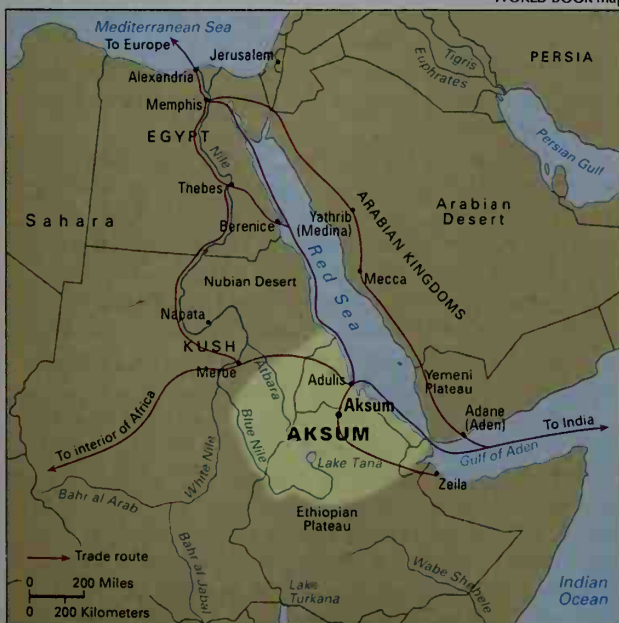 WORLD BOOK map
Mediterranean Sea
To Europe
Jerusalem
Alexandria
Memphis
EGYPT
Nile
Tigris
Euphrates
PERSIA
Persian Gulf
Thebes
Berenice
Yathrib
(Medina)
ARABIAN KINGDOMS
Arabian
Desert
Sahara
Red Sea
Mecca
Nubian Desert
Napata
KUSH
Meroe
Atbara
Adulis
Aksum
AKSUM
Yemeni
Plateau
Adane
(Aden)
To India
Gulf of Aden
Zeila
To interior of Africa
White Nile
Blue Nile
Lake Tana
Bahr al Arab
Ethiopian
Plateau
Bahr al Jabal
Wabe Shebele
Lake
Turkana
Indian
Ocean
Trade route
0 200 Miles
0 200 Kilometers